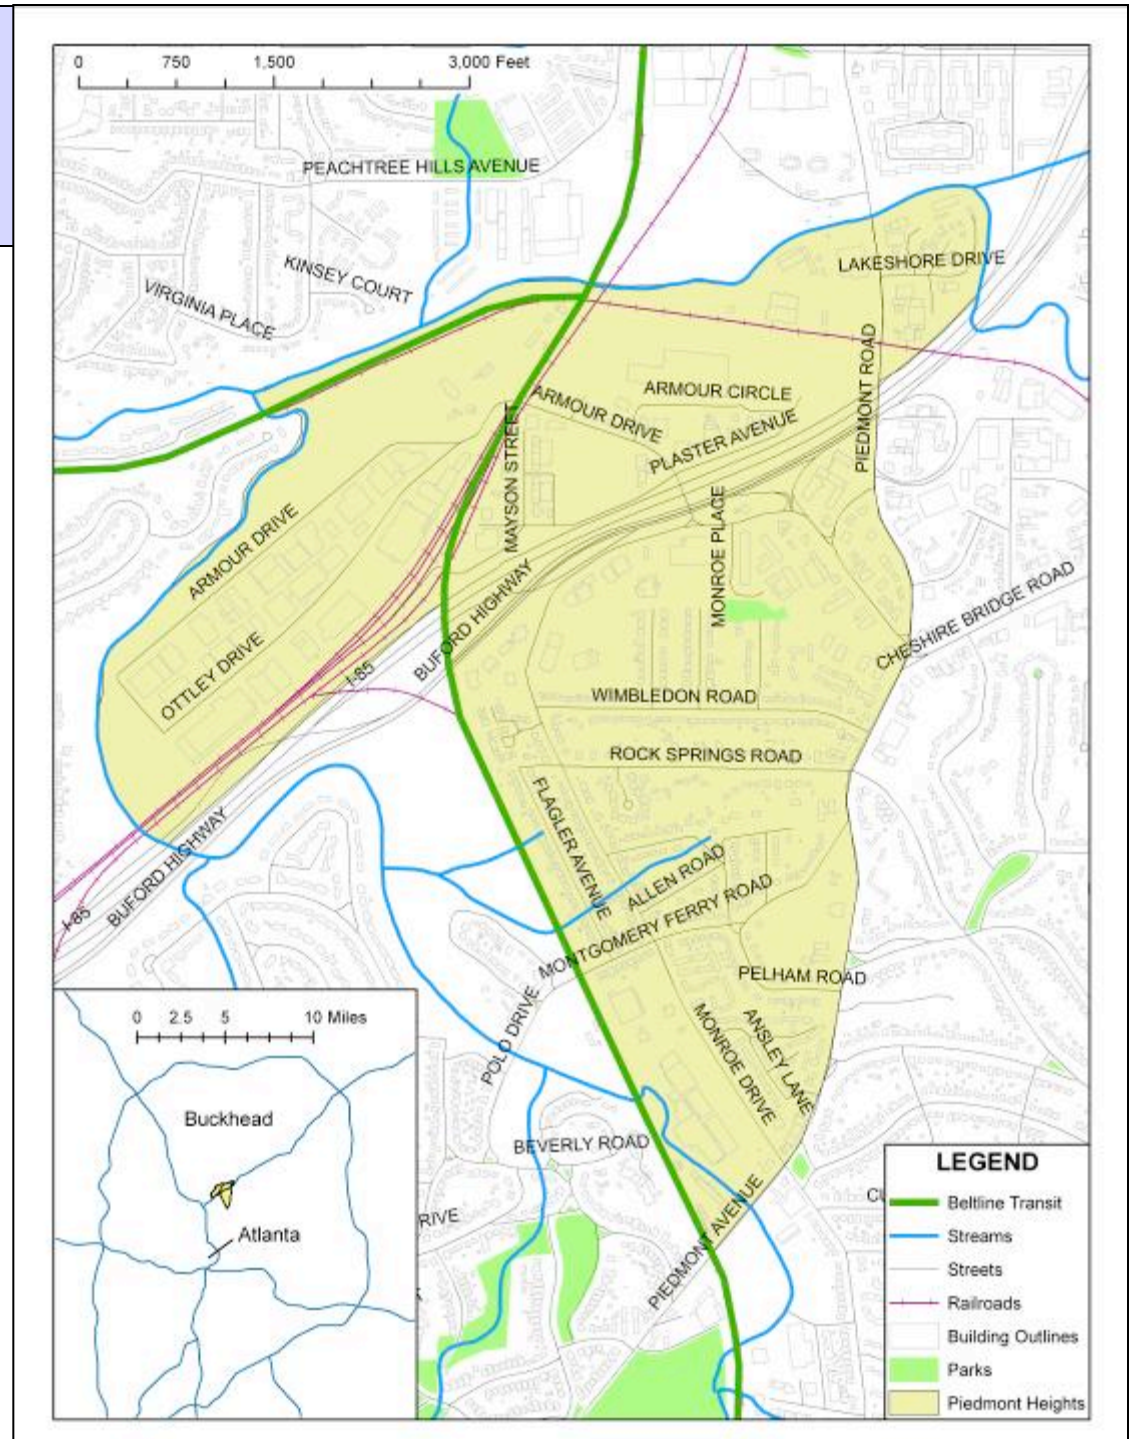 0 750 1,500 3,000 Feet
PEACHTREE HILLS AVENUE
LAKESHORE DRIVE
KINSEY COURT
VIRGINIA PLACE
PIEDMONT ROAD
ARMOUR CIRCLE
ARMOUR DRIVE
MAYSON STREET
PLASTER AVENUE
MONROE PLACE
ARMOUR DRIVE
BUFORD HIGHWAY
CHESHIRE BRIDGE ROAD
OTTLEY DRIVE
I-85
WIMBLEDON ROAD
ROCK SPRINGS ROAD
FLAGLER AVENUE
BUFORD HIGHWAY
I-85
ALLEN ROAD
MONTGOMERY FERRY ROAD
PELHAM ROAD
POLO DRIVE
MONROE DRIVE
ANSLEY LANE
BEVERLY ROAD
PIEDMONT AVENUE
RIVE
0 2.5 5 10 Miles
Buckhead
Atlanta
LEGEND
Beltline Transit
Streams
Streets
Railroads
Building Outlines
Parks
Piedmont Heights